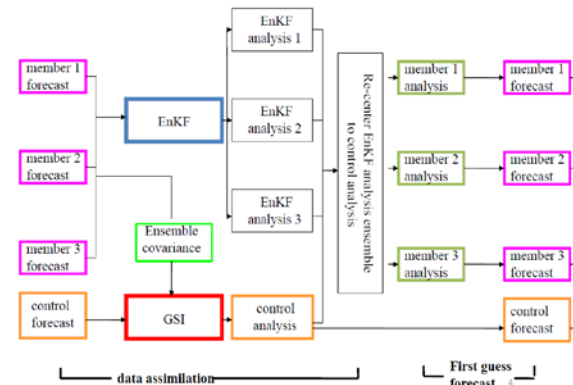 member 1
forecast
member 2
forecast
member 3
forecast
control
forecast
EnKF
Ensemble
covariance
GSI
EnKF
analysis 1
EnKF
analysis 2
EnKF
analysis 3
control
analysis
Re-center EnKF analysis ensemble
to control analysis
member 1
analysis
member 2
analysis
member 3
analysis
member 1
forecast
member 2
forecast
member 3
forecast
control
forecast
data assimilation
First guess
forecast